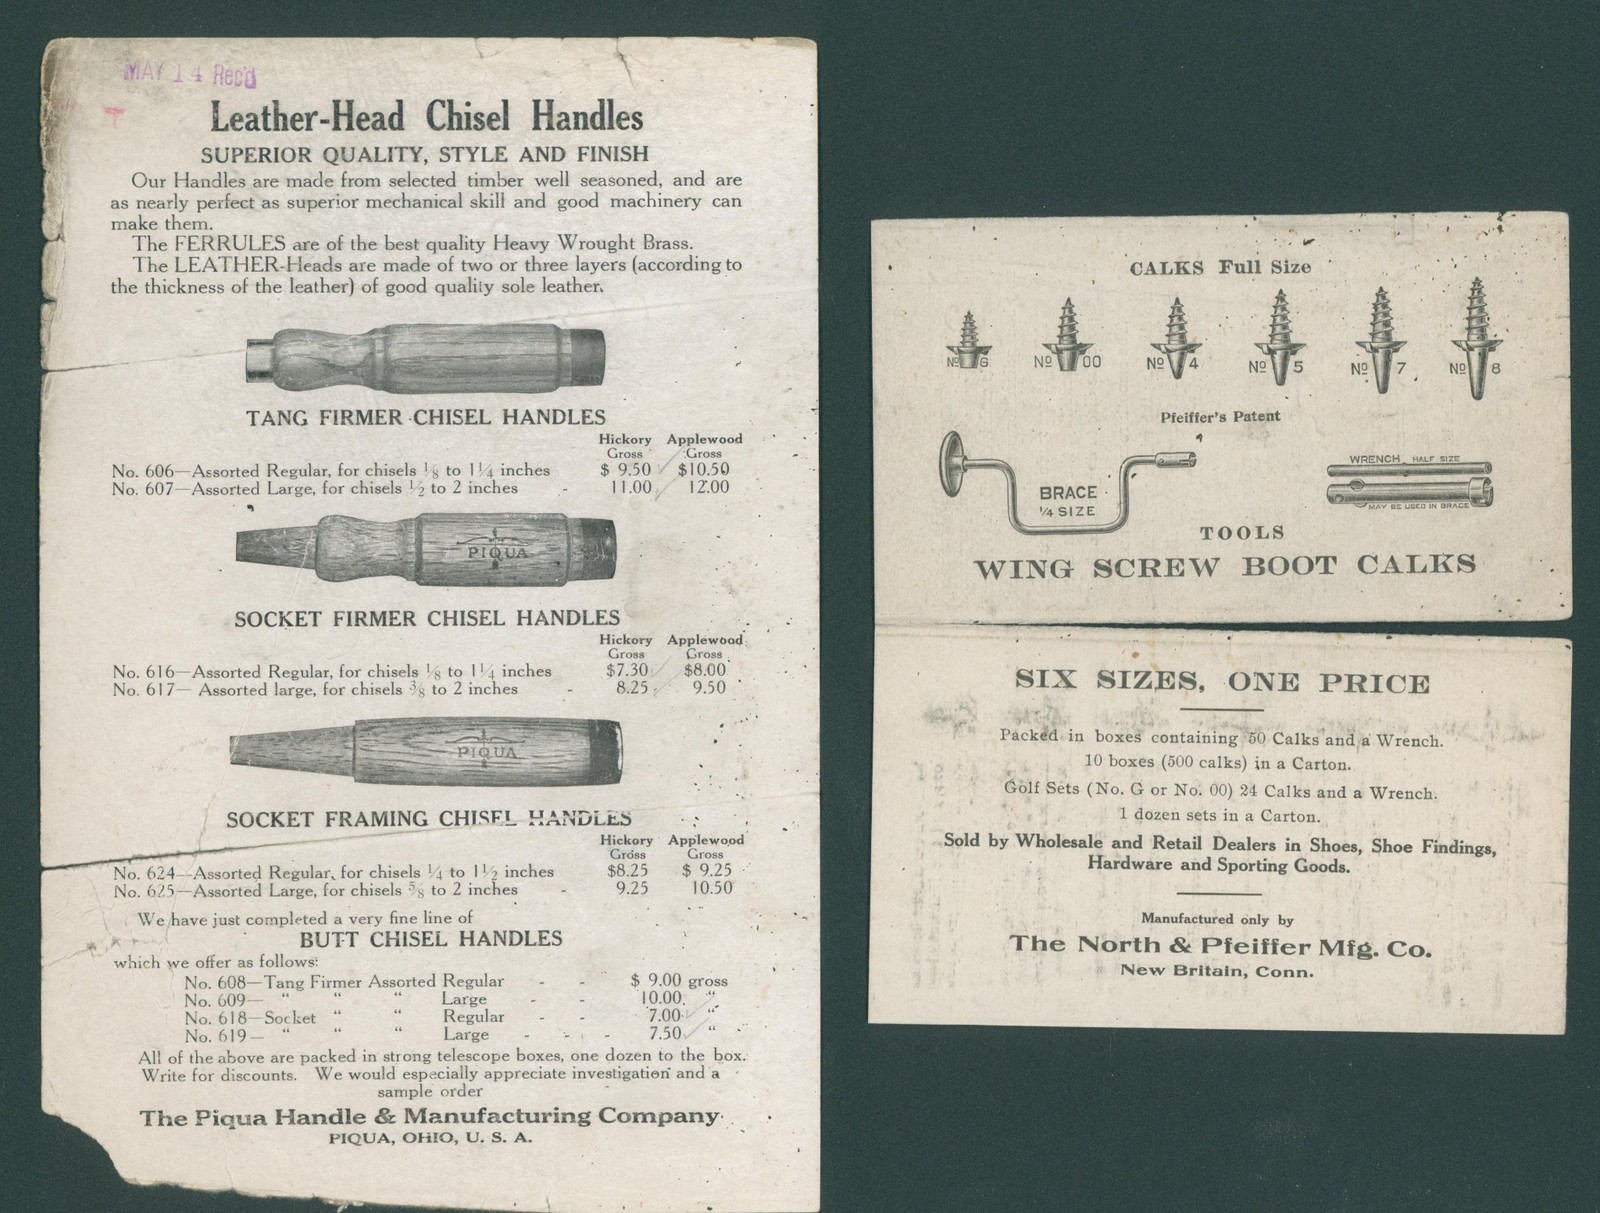 MAY 14 Rec'd
Leather-Head Chisel Handles
SUPERIOR QUALITY, STYLE AND FINISH
Our Handles are made from selected timber well seasoned, and are
as nearly perfect as superior mechanical skill and good machinery can
make them.
The FERRULES are of the best quality Heavy Wrought Brass.
The LEATHER-Heads are made of two or three layers (according to
the thickness of the leather) of good quality sole leather.
TANG FIRMER CHISEL HANDLES
Hickory Applewood
Gross Gross
No. 606—Assorted Regular, for chisels 1/8 to 1 1/4 inches $ 9.50 $10.50
No. 607—Assorted Large, for chisels 1/2 to 2 inches - 11.00 12.00
PIQUA
SOCKET FIRMER CHISEL HANDLES
Hickory Applewood
Gross Gross
No. 616—Assorted Regular, for chisels 1/8 to 1 1/4 inches $7.30 $8.00
No. 617— Assorted large, for chisels 3/8 to 2 inches - 8.25 9.50
PIQUA
SOCKET FRAMING CHISEL HANDLES
Hickory Applewood
Gross Gross
No. 624—Assorted Regular, for chisels 1/4 to 1 1/2 inches $8.25 $ 9.25
No. 625—Assorted Large, for chisels 5/8 to 2 inches - 9.25 10.50
We have just completed a very fine line of
BUTT CHISEL HANDLES
which we offer as follows:
No. 608—Tang Firmer Assorted Regular - - $ 9.00 gross
No. 609— " " " Large - - 10.00 "
No. 618—Socket " " Regular - - 7.00 "
No. 619— " " " Large - - - 7.50 "
All of the above are packed in strong telescope boxes, one dozen to the box.
Write for discounts. We would especially appreciate investigation and a
sample order
The Piqua Handle & Manufacturing Company
PIQUA, OHIO, U. S. A.
CALKS Full Size
No G No 00 No 4 No 5 No 7 No 8
Pfeiffer's Patent
BRACE
1/4 SIZE
WRENCH HALF SIZE
MAY BE USED IN BRACE
TOOLS
WING SCREW BOOT CALKS
SIX SIZES, ONE PRICE
Packed in boxes containing 50 Calks and a Wrench.
10 boxes (500 calks) in a Carton.
Golf Sets (No. G or No. 00) 24 Calks and a Wrench.
1 dozen sets in a Carton.
Sold by Wholesale and Retail Dealers in Shoes, Shoe Findings,
Hardware and Sporting Goods.
Manufactured only by
The North & Pfeiffer Mfg. Co.
New Britain, Conn.